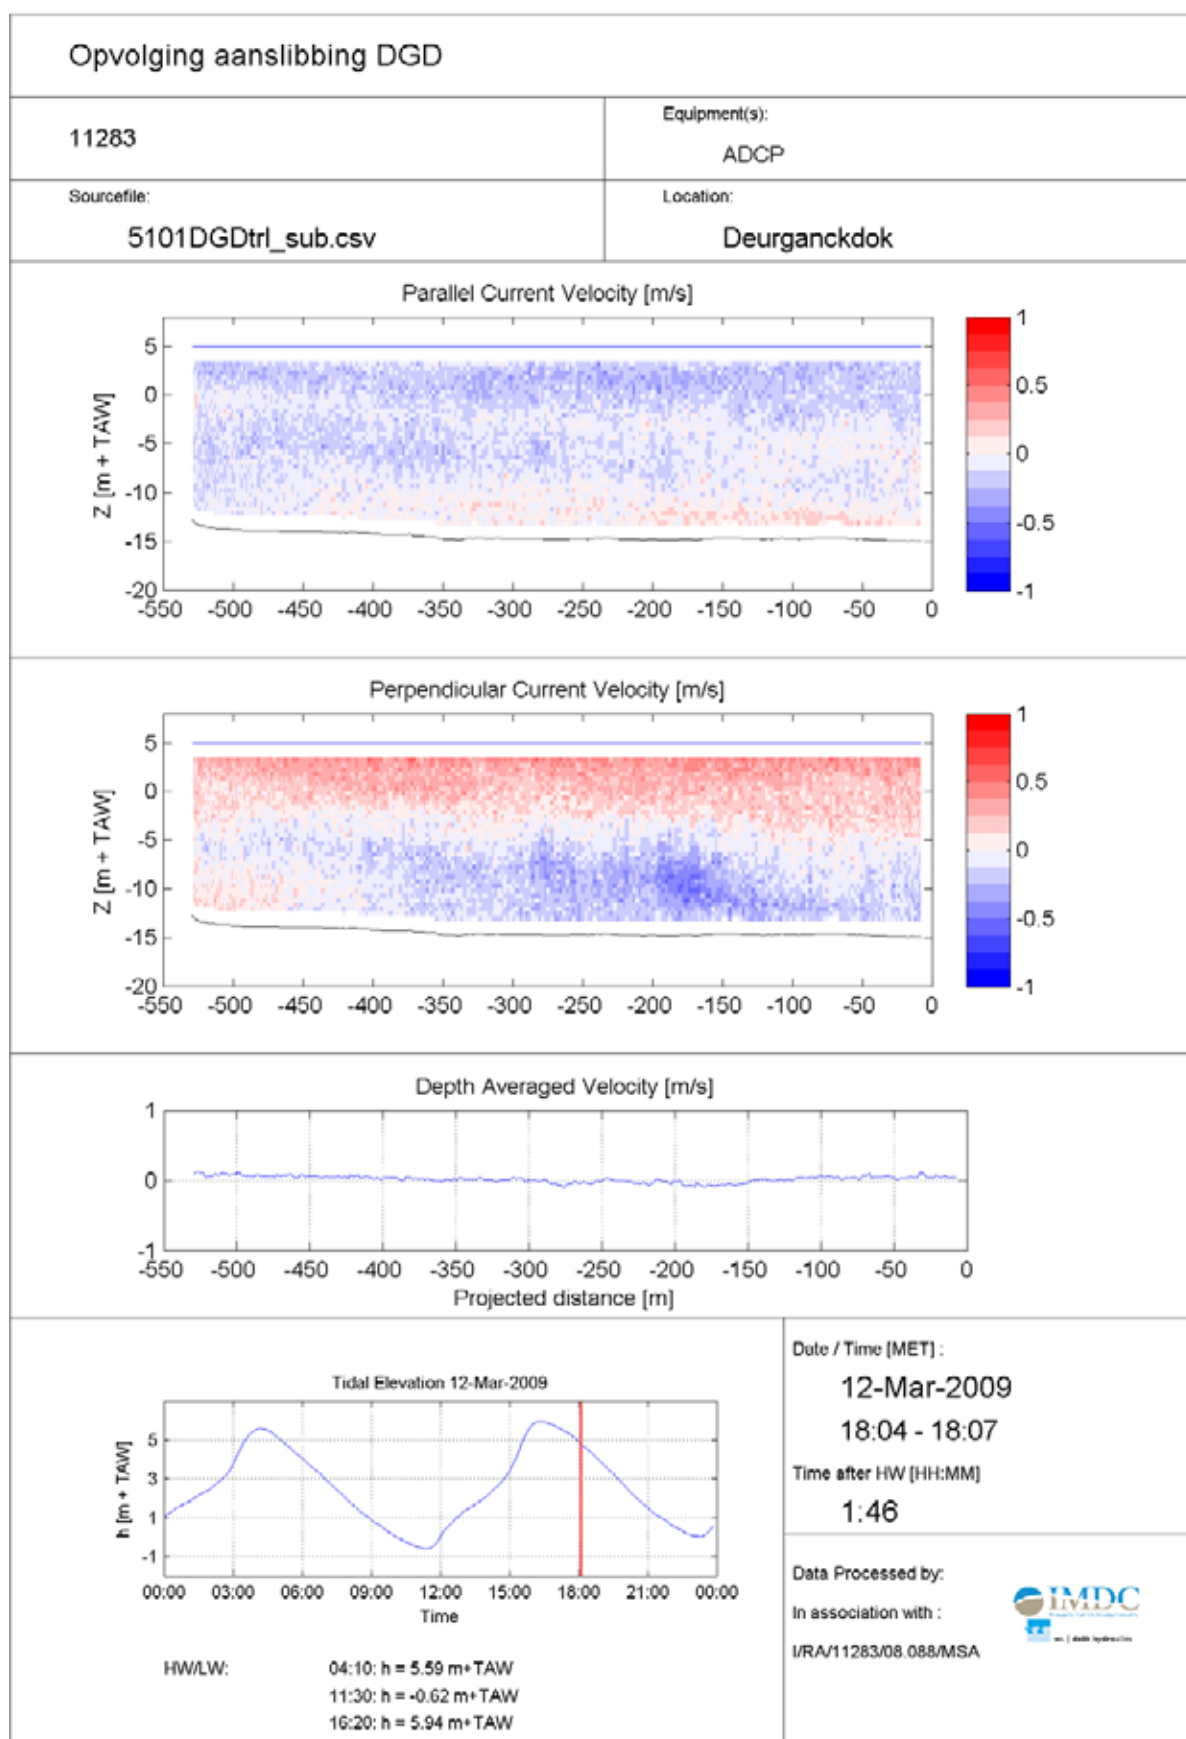 Opvolging aanslibbing DGD
11283
Equipment(s):
ADCP
Sourcefile:
5101DGDtrl_sub.csv
Location:
Deurganckdok
Parallel Current Velocity [m/s]
Z [m + TAW]
5
0
-5
-10
-15
-20
-550 -500 -450 -400 -350 -300 -250 -200 -150 -100 -50 0
1
0.5
0
-0.5
-1
Perpendicular Current Velocity [m/s]
Z [m + TAW]
5
0
-5
-10
-15
-20
-550 -500 -450 -400 -350 -300 -250 -200 -150 -100 -50 0
1
0.5
0
-0.5
-1
Depth Averaged Velocity [m/s]
1
0
-1
-550 -500 -450 -400 -350 -300 -250 -200 -150 -100 -50 0
Projected distance [m]
Tidal Elevation 12-Mar-2009
h [m + TAW]
5
3
1
-1
00:00 03:00 06:00 09:00 12:00 15:00 18:00 21:00 00:00
Time
HW/LW:
04:10: h = 5.59 m+TAW
11:30: h = -0.62 m+TAW
16:20: h = 5.94 m+TAW
Date / Time [MET] :
12-Mar-2009
18:04 - 18:07
Time after HW [HH:MM]
1:46
Data Processed by:
In association with :
I/RA/11283/08.088/MSA
IMDC